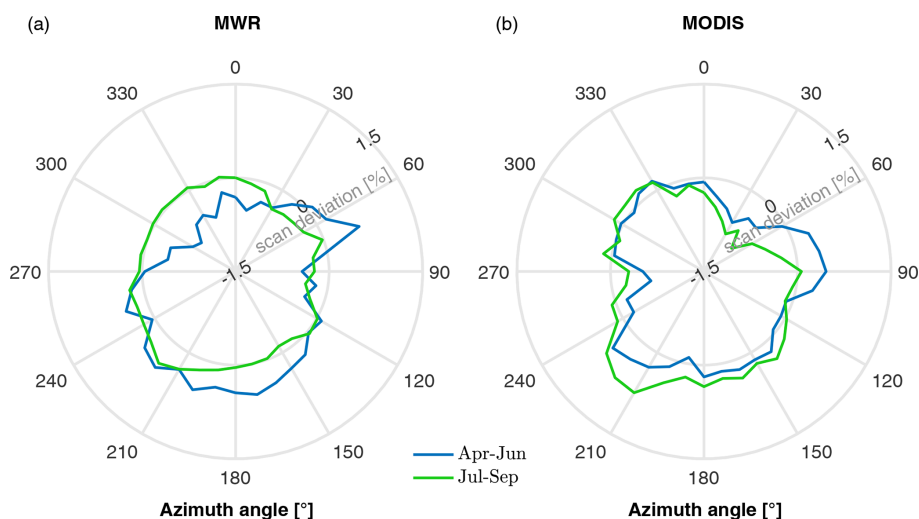 (a) MWR
0
330 30
1.5
300 60
scan deviation [%]
0
270 -1.5 90
240 120
210 150
180
Azimuth angle [°]
(b) MODIS
0
330 30
1.5
300 60
scan deviation [%]
0
270 -1.5 90
240 120
210 150
180
Azimuth angle [°]
Apr-Jun
Jul-Sep